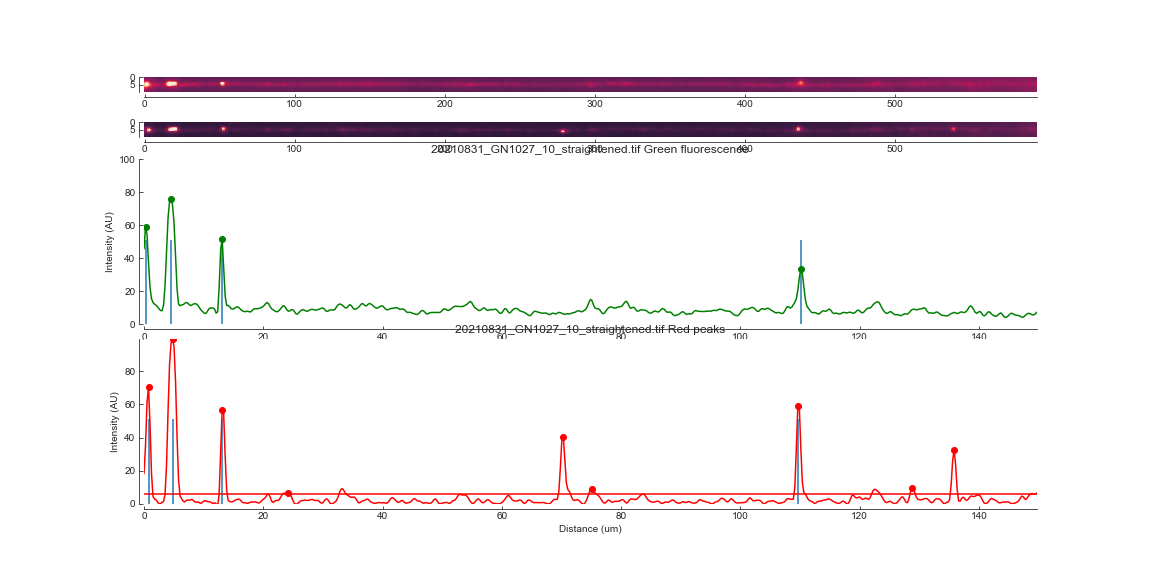 0
5
0 100 200 300 400 500
0
5
0 100 200 300 400 500
20210831_GN1027_10_straightened.tif Green fluorescence
100
80
60
40
20
0
Intensity (AU)
0 20 40 60 80 100 120 140
20210831_GN1027_10_straightened.tif Red peaks
80
60
40
20
0
Intensity (AU)
0 20 40 60 80 100 120 140
Distance (um)